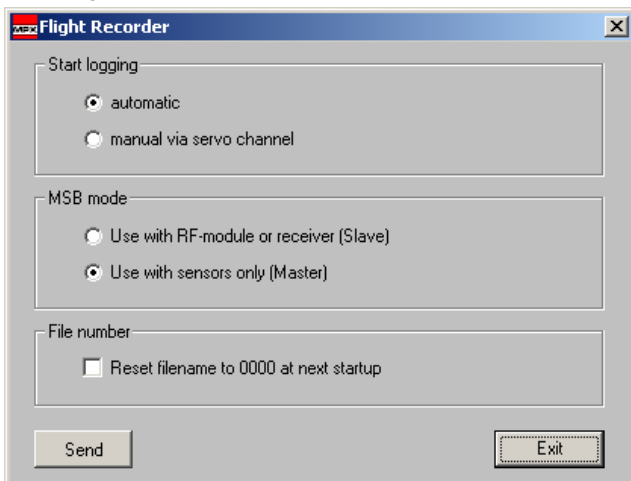 MPX Flight Recorder
Start logging
automatic
manual via servo channel
MSB mode
Use with RF-module or receiver (Slave)
Use with sensors only (Master)
File number
Reset filename to 0000 at next startup
Send
Exit